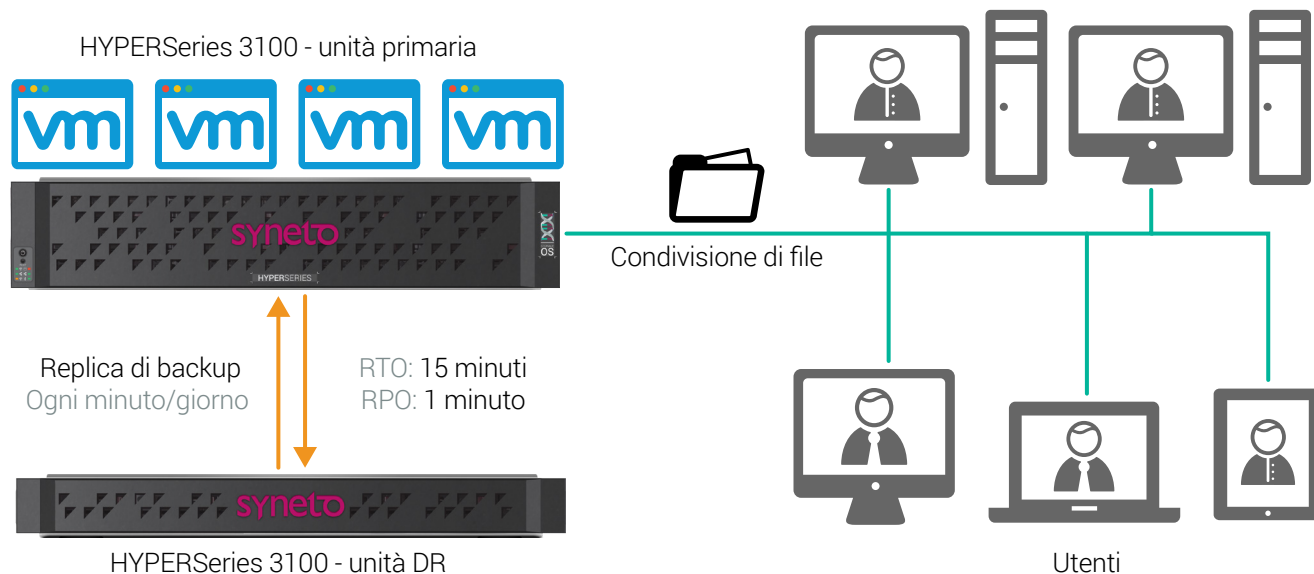 HYPERSeries 3100 - unità primaria
vm vm vm vm
syneto
OS
HYPERSERIES
Condivisione di file
Replica di backup
Ogni minuto/giorno
RTO: 15 minuti
RPO: 1 minuto
syneto
HYPERSeries 3100 - unità DR
Utenti